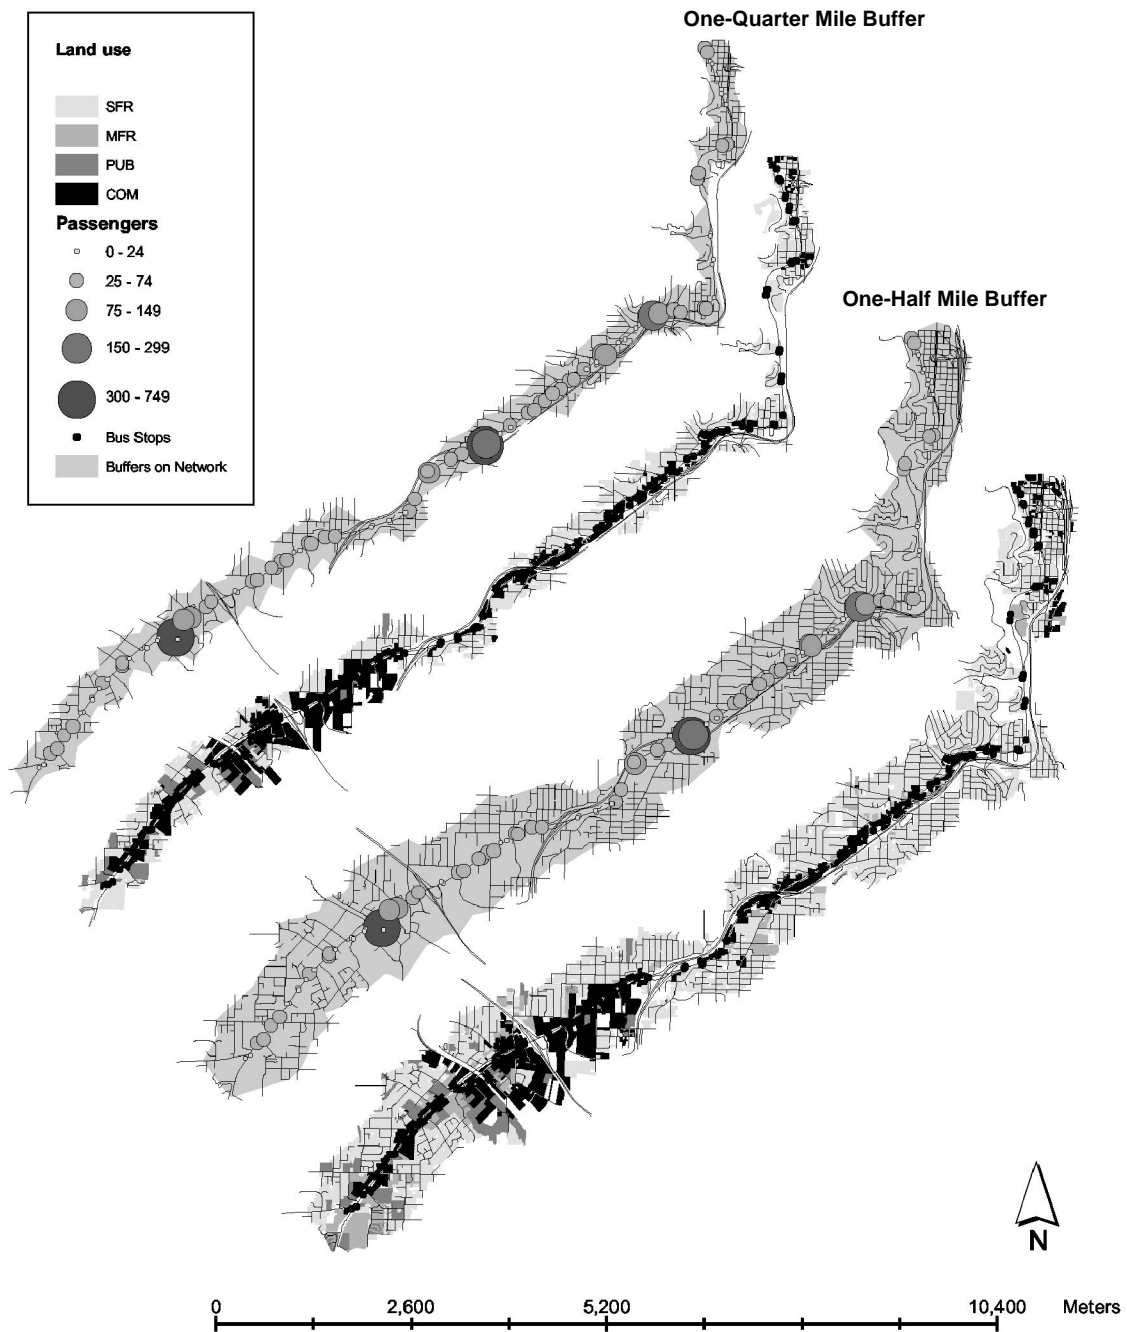 One-Quarter Mile Buffer
Land use
SFR
MFR
PUB
COM
Passengers
0 - 24
25 - 74
75 - 149
150 - 299
300 - 749
Bus Stops
Buffers on Network
One-Half Mile Buffer
N
0 2,600 5,200 10,400 Meters